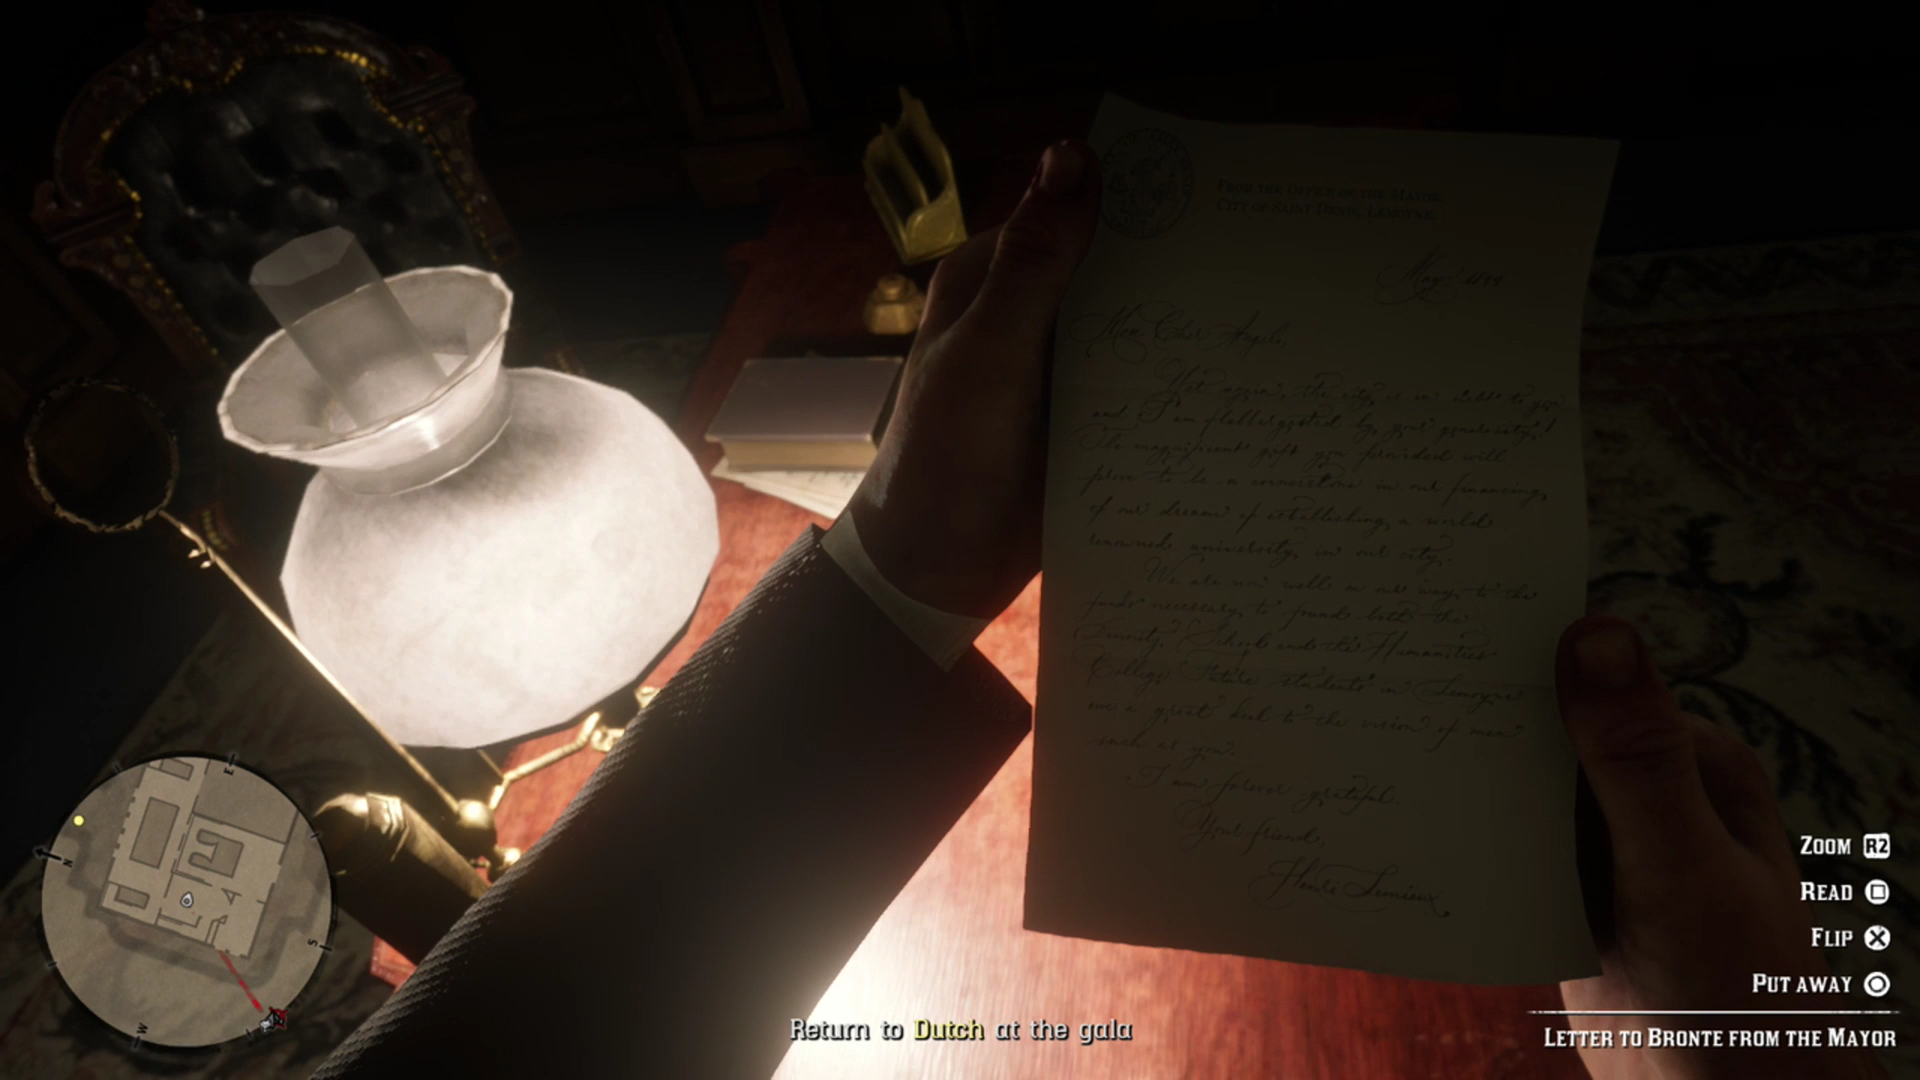 From the Office of the Mayor,
City of Saint Denis, Lemoyne.
May 1899
Mon Cher Angelo,
Yet again, the city is in debt to you
and I am flabbergasted by your generosity!
The magnificent gift you provided will
prove to be a cornerstone in our financing
of our dream of establishing a world
renowned university in our city.
We are now well on our way to the
funds necessary to found both the
Divinity School and the Humanities
College. Future students in Lemoyne
owe a great deal to the vision of men
such as you.
I am forever grateful.
Your friend,
Henri Lemieux
Zoom R2
Read
Flip
Put away
Return to Dutch at the gala
Letter to Bronte from the Mayor
N
E
S
W